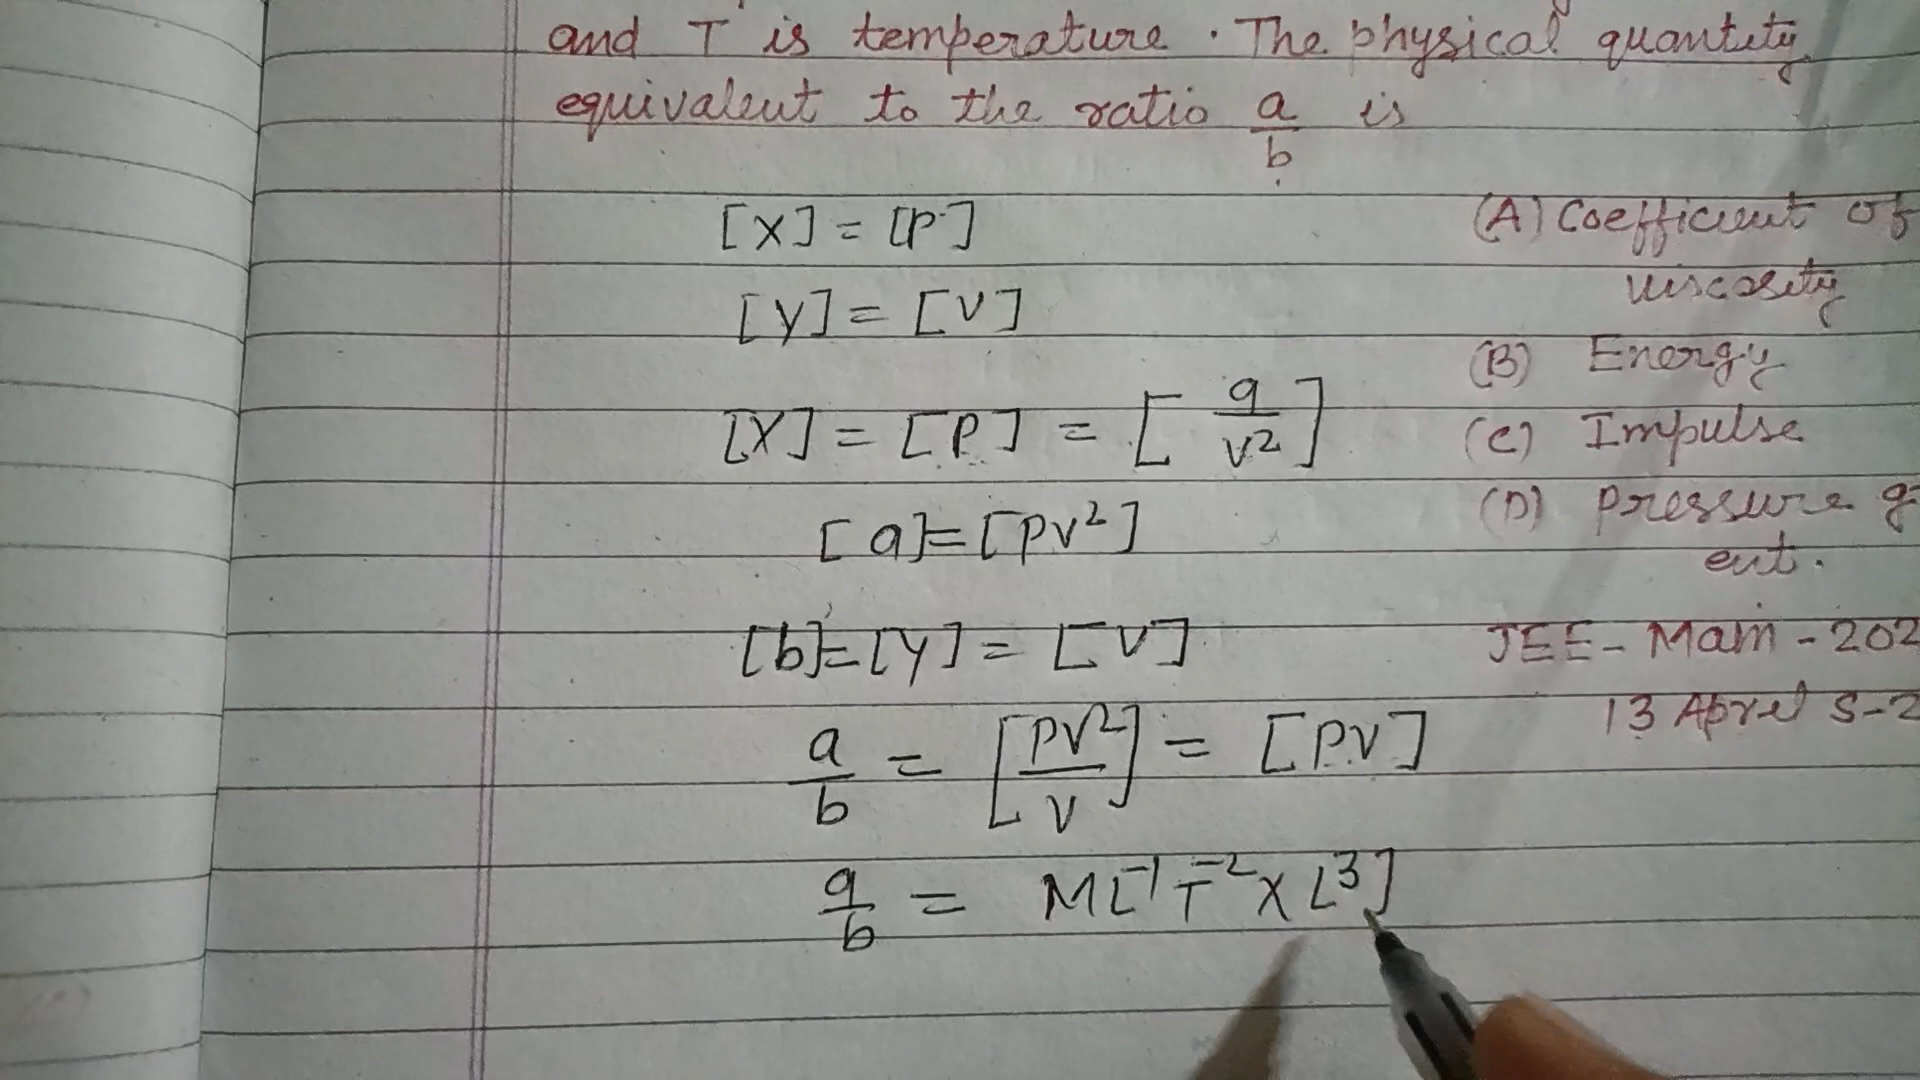 and T is temperature. The physical quantity
equivalent to the ratio a/b is
[X] = [P]
[Y] = [V]
[X] = [P] = [a/V²]
[a] = [PV²]
[b] = [Y] = [V]
a/b = [PV²/V] = [PV]
a/b = ML⁻¹T⁻² X L³]
(A) Coefficient of
viscosity
(B) Energy
(C) Impulse
(D) Pressure g
ent.
JEE - Main - 202
13 April S-2